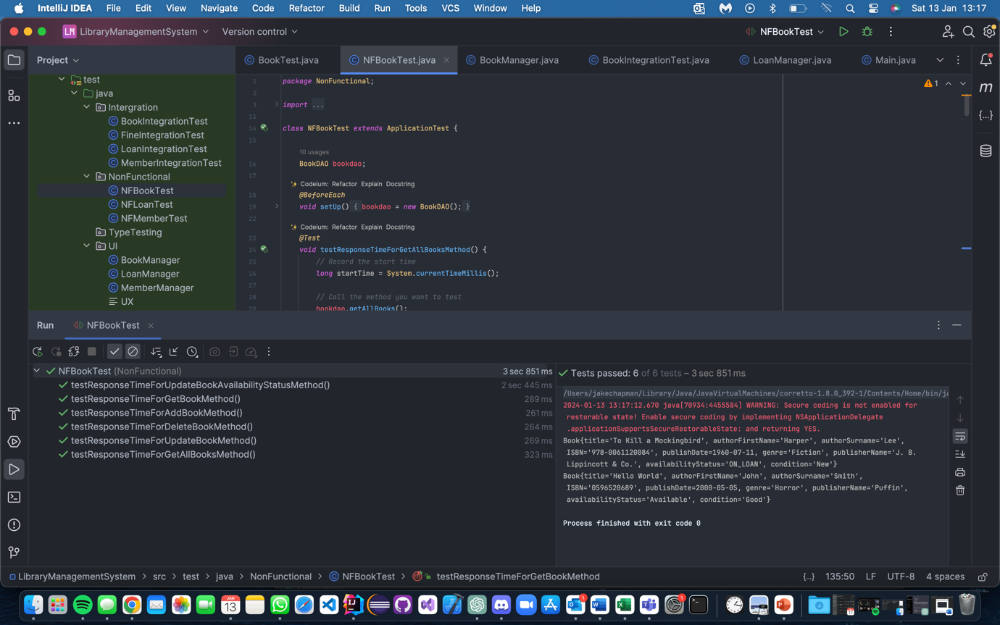 IntelliJ IDEA File Edit View Navigate Code Refactor Build Run Tools VCS Window Help Sat 13 Jan 13:17
LM LibraryManagementSystem Version control NFBookTest
Project BookTest.java NFBookTest.java BookManager.java BookIntegrationTest.java LoanManager.java Main.java
test
java
Intergration
BookIntegrationTest
FineIntegrationTest
LoanIntegrationTest
MemberIntegrationTest
NonFunctional
NFBookTest
NFLoanTest
NFMemberTest
TypeTesting
UI
BookManager
LoanManager
MemberManager
UX
1 package NonFunctional;
2
3 import ...
13
14 class NFBookTest extends ApplicationTest {
15
10 usages
16 BookDAO bookdao;
17
Codeium: Refactor Explain Docstring
18 @BeforeEach
19 void setUp() { bookdao = new BookDAO(); }
22
Codeium: Refactor Explain Docstring
23 @Test
24 void testResponseTimeForGetAllBooksMethod() {
25 // Record the start time
26 long startTime = System.currentTimeMillis();
27
28 // Call the method you want to test
29 bookdao.getAllBooks();
1
m
{...}
Run NFBookTest
NFBookTest (NonFunctional) 3 sec 851 ms
testResponseTimeForUpdateBookAvailabilityStatusMethod() 2 sec 445 ms
testResponseTimeForGetBookMethod() 289 ms
testResponseTimeForAddBookMethod() 261 ms
testResponseTimeForDeleteBookMethod() 264 ms
testResponseTimeForUpdateBookMethod() 269 ms
testResponseTimeForGetAllBooksMethod() 323 ms
Tests passed: 6 of 6 tests – 3 sec 851 ms
/Users/jakechapman/Library/Java/JavaVirtualMachines/corretto-1.8.0_392-1/Contents/Home/bin/ja
2024-01-13 13:17:12.670 java[70934:4455584] WARNING: Secure coding is not enabled for
restorable state! Enable secure coding by implementing NSApplicationDelegate
.applicationSupportsSecureRestorableState: and returning YES.
Book{title='To Kill a Mockingbird', authorFirstName='Harper', authorSurname='Lee',
ISBN='978-0061120084', publishDate=1960-07-11, genre='Fiction', publisherName='J. B.
Lippincott & Co.', availabilityStatus='ON_LOAN', condition='New'}
Book{title='Hello World', authorFirstName='John', authorSurname='Smith',
ISBN='0596520689', publishDate=2000-05-05, genre='Horror', publisherName='Puffin',
availabilityStatus='Available', condition='Good'}
Process finished with exit code 0
LibraryManagementSystem > src > test > java > NonFunctional > NFBookTest > testResponseTimeForGetBookMethod {...} 135:50 LF UTF-8 4 spaces
JAN
13
1
1